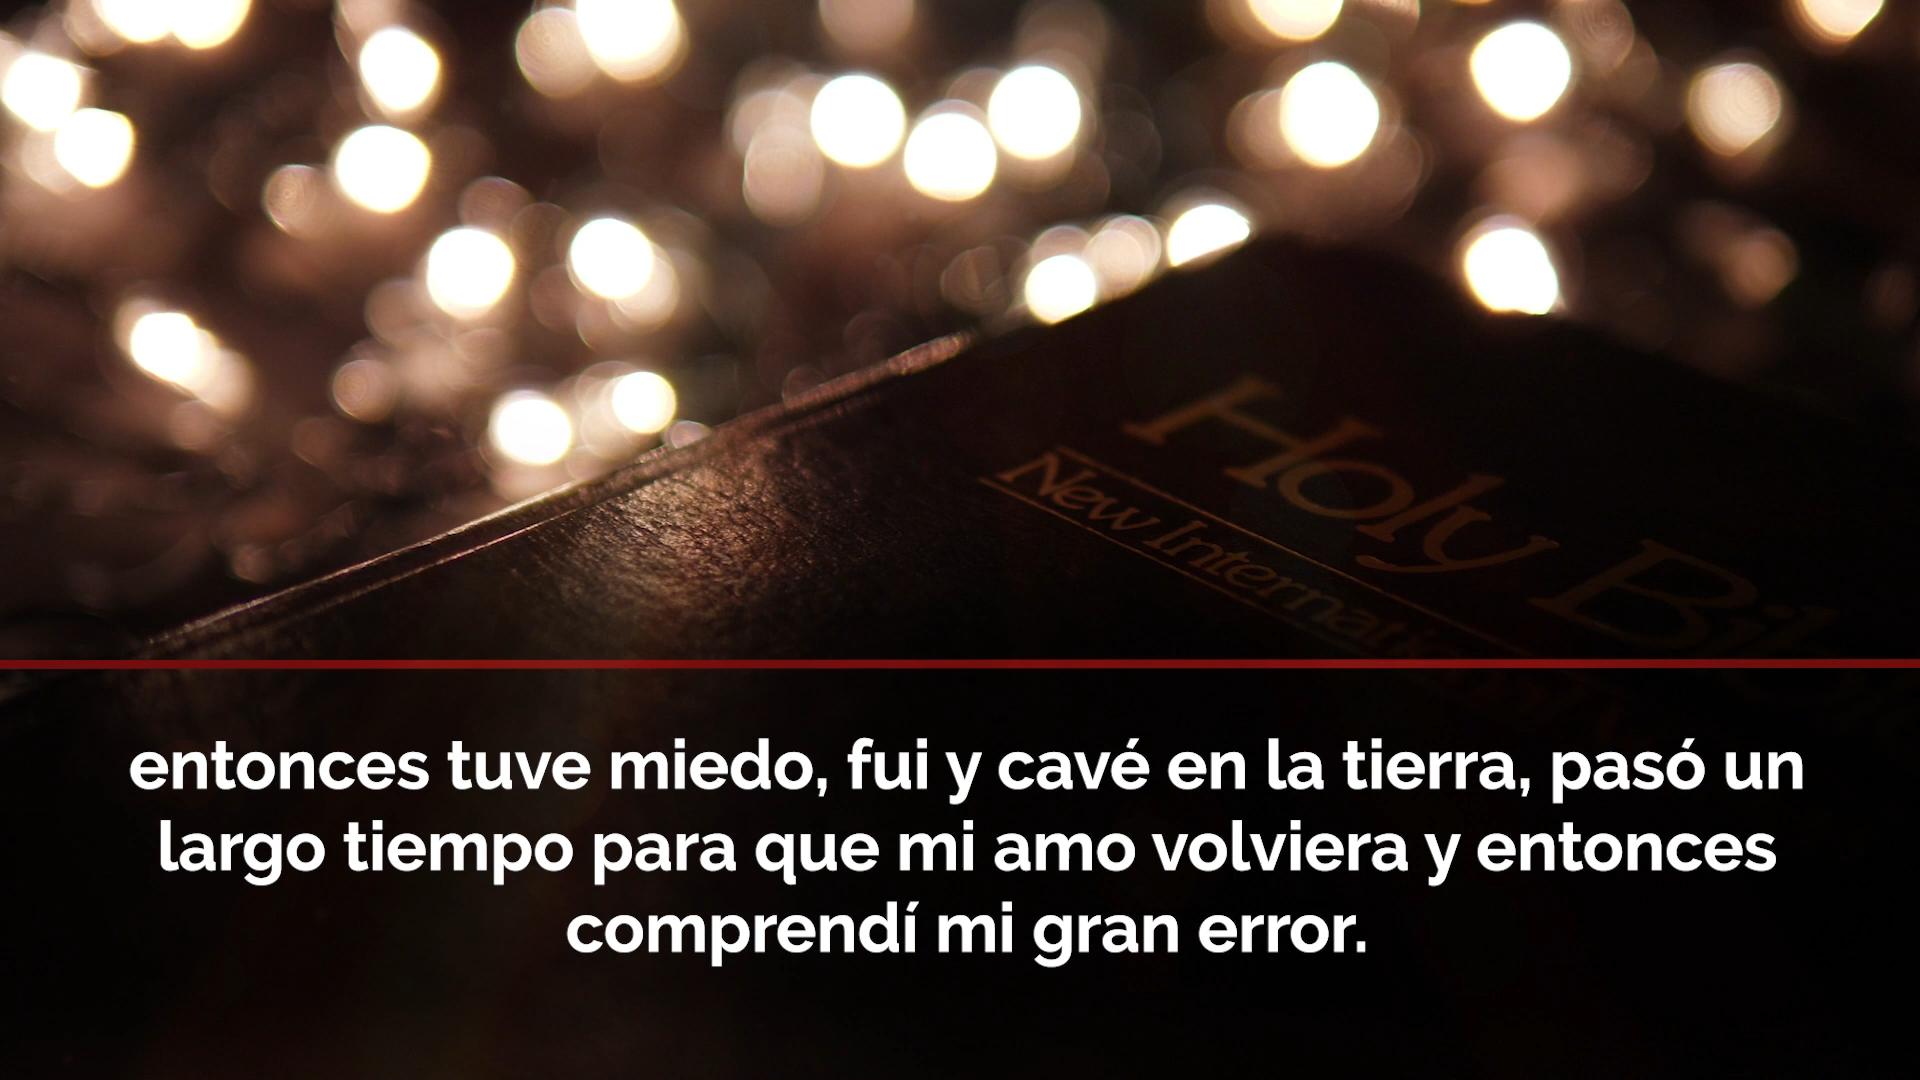 Holy
New Internati
entonces tuve miedo, fui y cavé en la tierra, pasó un
largo tiempo para que mi amo volviera y entonces
comprendí mi gran error.